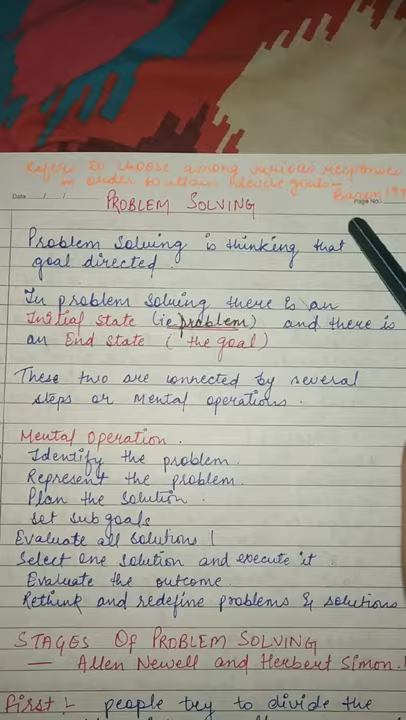 Refers to choose among various responses
in order to attain desire goals -
Baron 197
Date / /
Page No.
PROBLEM SOLVING
Problem solving is thinking that
goal directed.
In problem solving there is an
Initial state (ie problem) and there is
an End state ( the goal)
These two are connected by several
steps or mental operations.
Mental Operation.
Identify the problem.
Represent the problem.
Plan the solution.
set sub goals
Evaluate all solutions !
Select one solution and execute it
Evaluate the outcome.
Rethink and redefine problems & solutions
STAGES OF PROBLEM SOLVING
— Allen Newell and Herbert Simon.
First :- people try to divide the